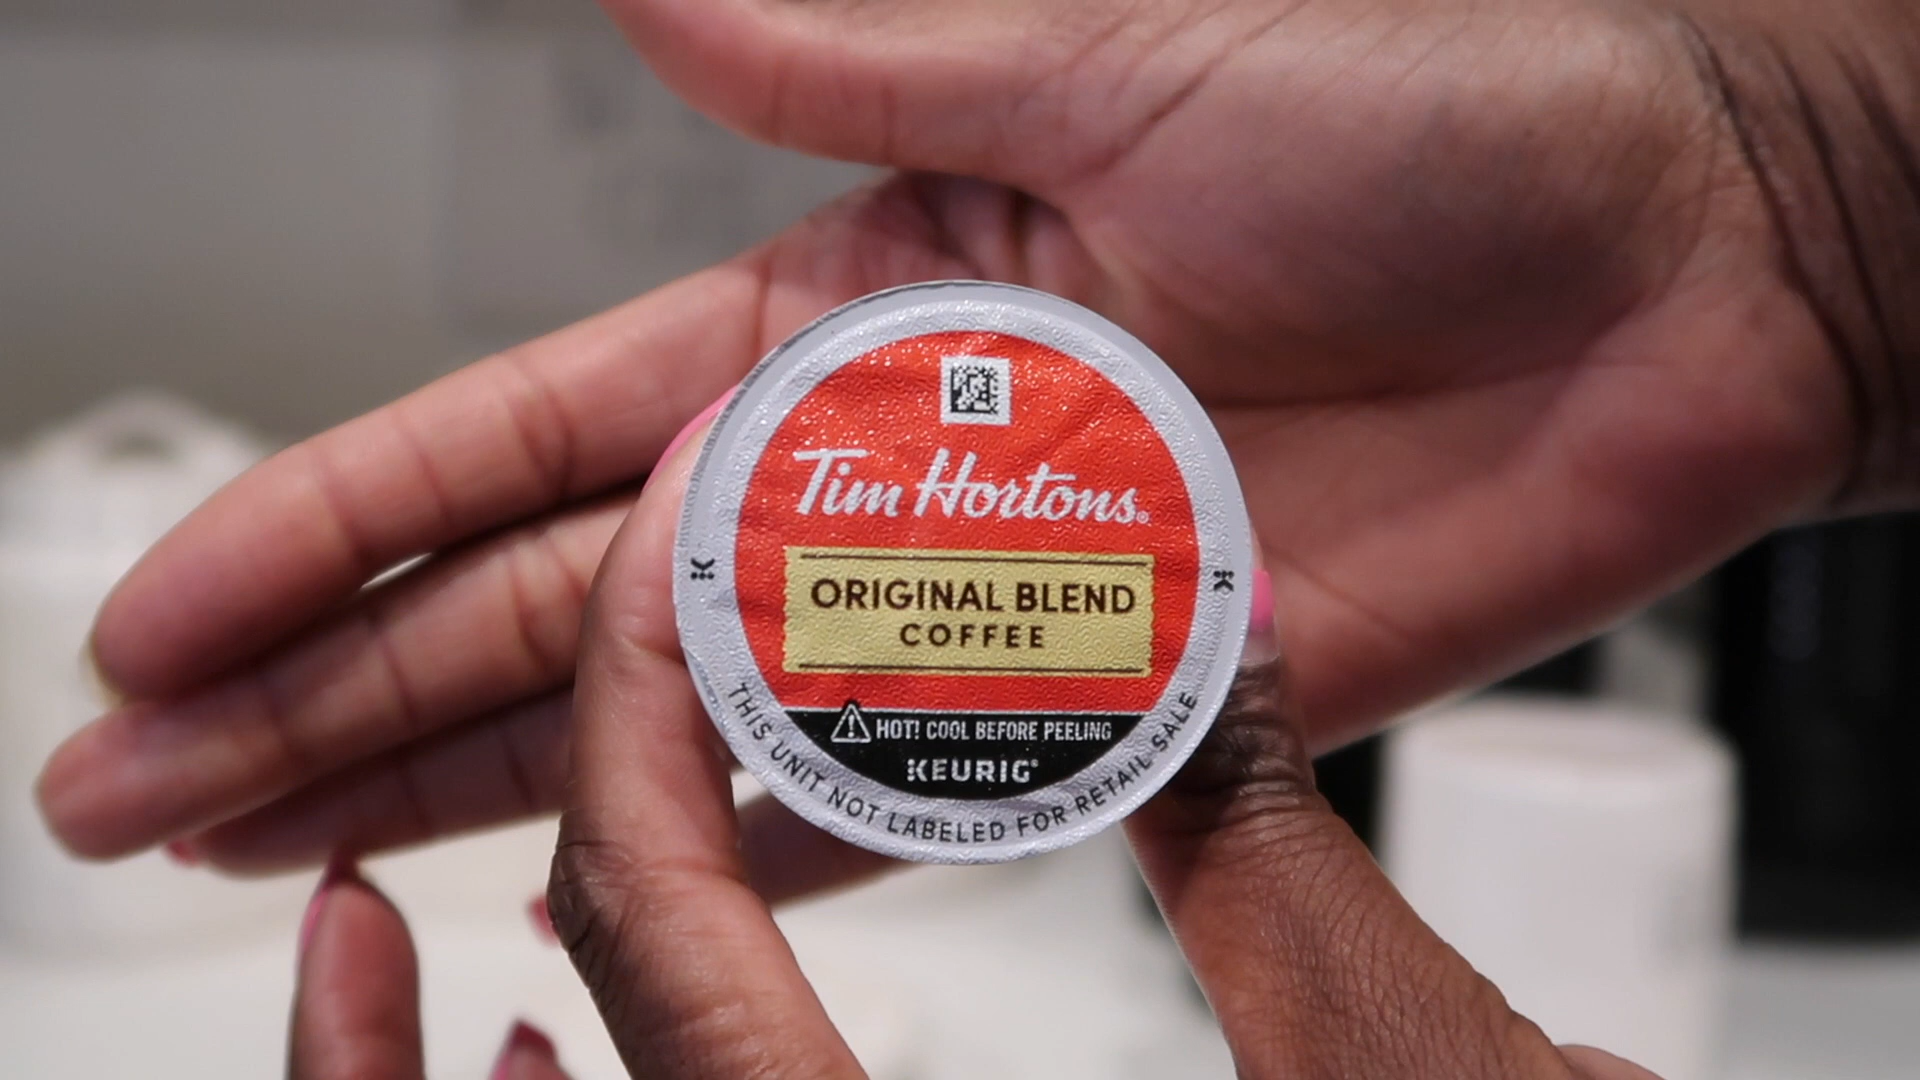 Tim Hortons®
ORIGINAL BLEND
COFFEE
HOT! COOL BEFORE PEELING
KEURIG®
THIS UNIT NOT LABELED FOR RETAIL SALE